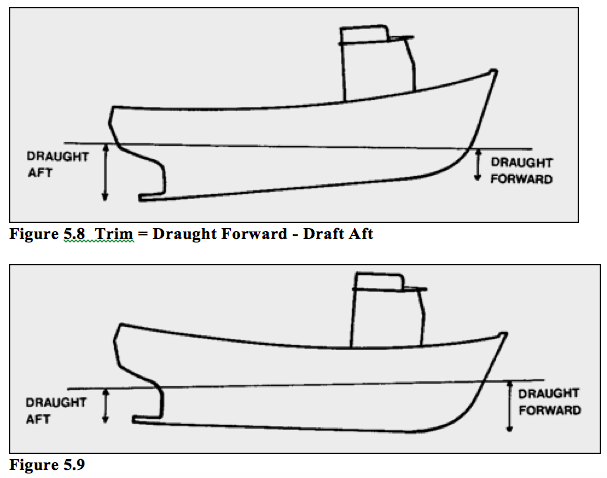 DRAUGHT
AFT
DRAUGHT
FORWARD
Figure 5.8 Trim = Draught Forward - Draft Aft
DRAUGHT
AFT
DRAUGHT
FORWARD
Figure 5.9